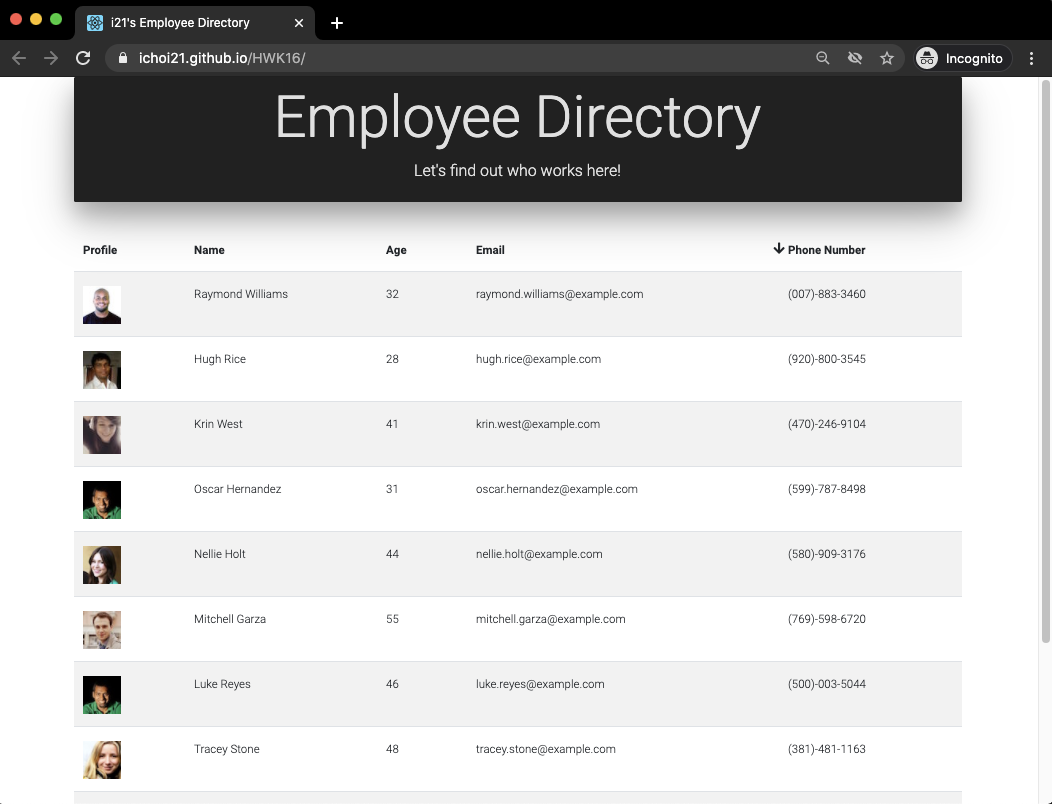 i21's Employee Directory
ichoi21.github.io/HWK16/
Incognito
Employee Directory
Let's find out who works here!
Profile Name Age Email Phone Number
Raymond Williams 32 raymond.williams@example.com (007)-883-3460
Hugh Rice 28 hugh.rice@example.com (920)-800-3545
Krin West 41 krin.west@example.com (470)-246-9104
Oscar Hernandez 31 oscar.hernandez@example.com (599)-787-8498
Nellie Holt 44 nellie.holt@example.com (580)-909-3176
Mitchell Garza 55 mitchell.garza@example.com (769)-598-6720
Luke Reyes 46 luke.reyes@example.com (500)-003-5044
Tracey Stone 48 tracey.stone@example.com (381)-481-1163